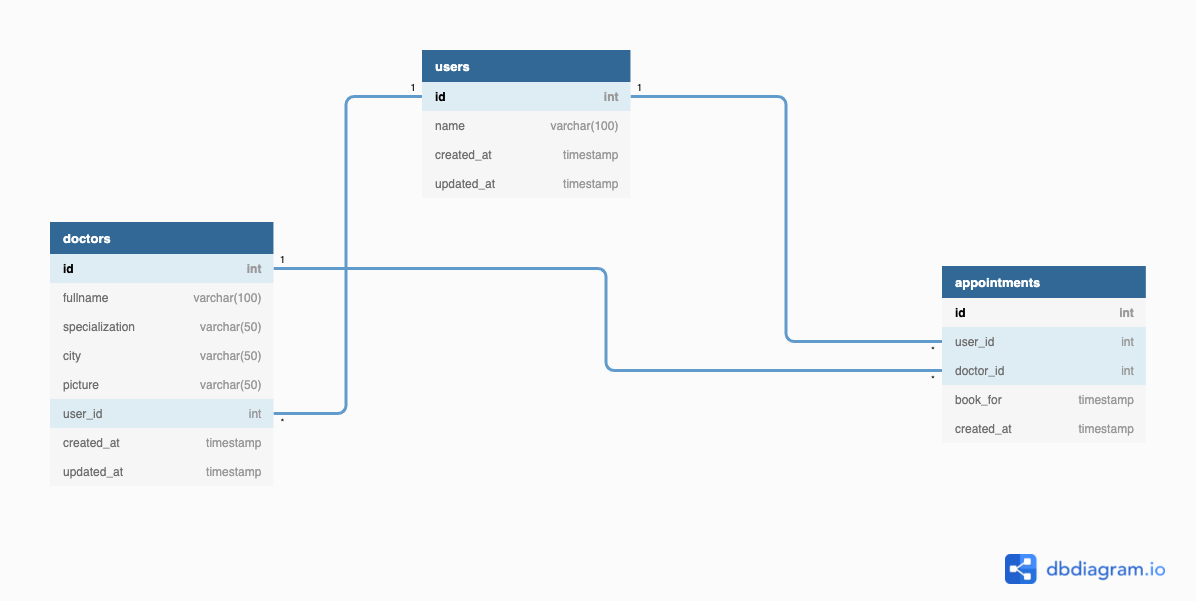 users
1
1
id int
name varchar(100)
created_at timestamp
updated_at timestamp
doctors
1
id int
fullname varchar(100)
specialization varchar(50)
city varchar(50)
picture varchar(50)
user_id int
*
created_at timestamp
updated_at timestamp
appointments
id int
user_id int
*
doctor_id int
*
book_for timestamp
created_at timestamp
dbdiagram.io